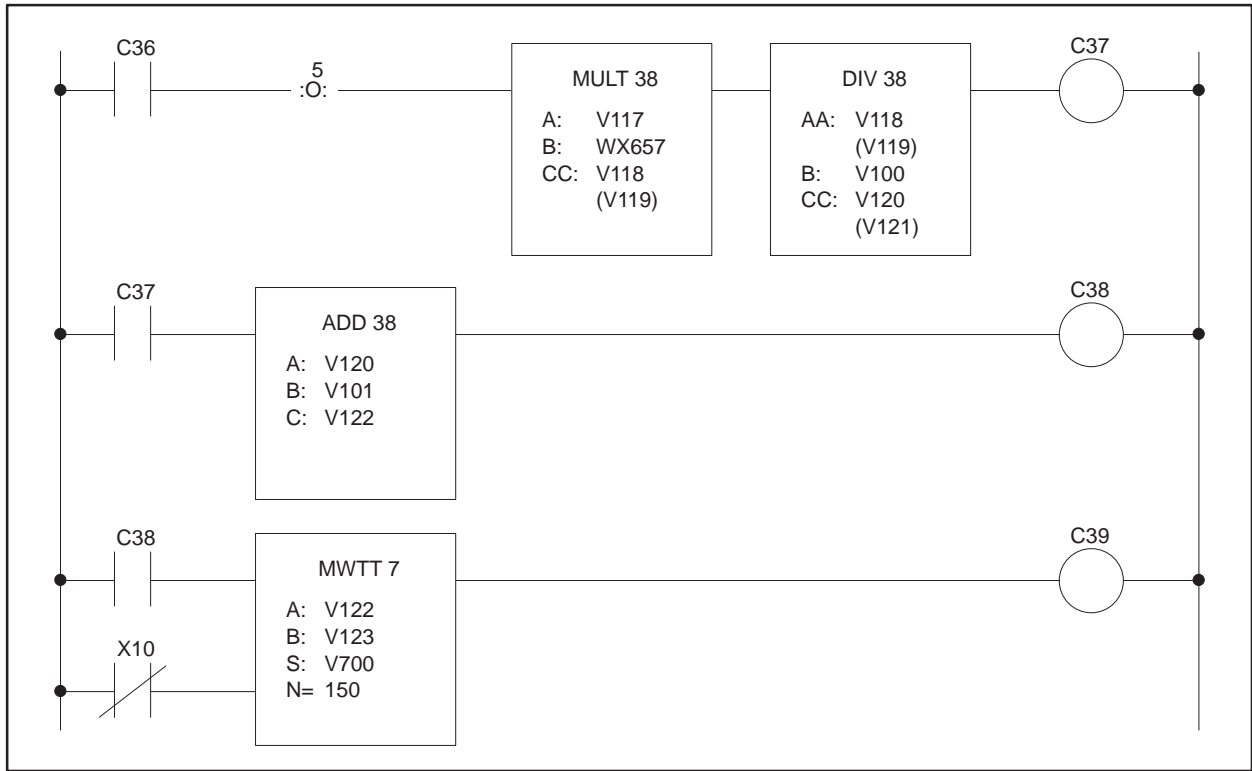 C36
5
:O:
MULT 38
A: V117
B: WX657
CC: V118
(V119)
DIV 38
AA: V118
(V119)
B: V100
CC: V120
(V121)
C37
C37
ADD 38
A: V120
B: V101
C: V122
C38
C38
MWTT 7
A: V122
B: V123
S: V700
N= 150
C39
X10